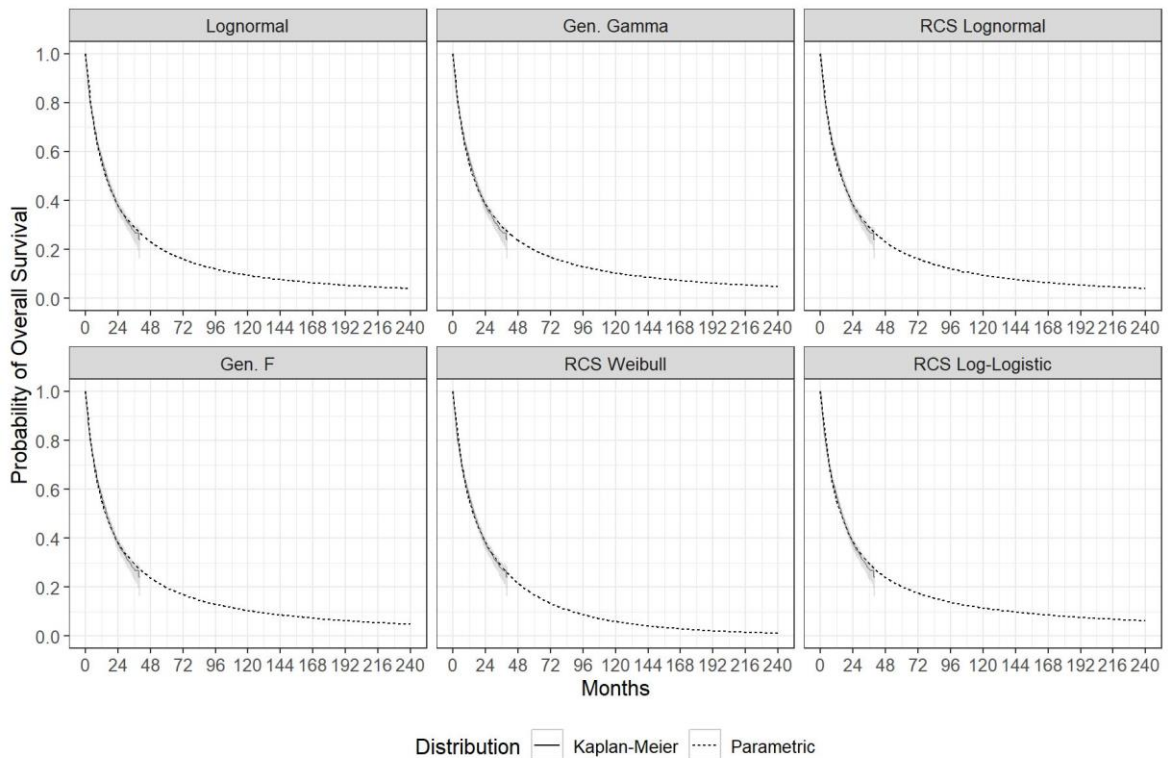 Lognormal
Gen. Gamma
RCS Lognormal
Probability of Overall Survival
1.0
0.8
0.6
0.4
0.2
0.0
0 24 48 72 96 120 144 168 192 216 240
0 24 48 72 96 120 144 168 192 216 240
0 24 48 72 96 120 144 168 192 216 240
Gen. F
RCS Weibull
RCS Log-Logistic
1.0
0.8
0.6
0.4
0.2
0.0
0 24 48 72 96 120 144 168 192 216 240
0 24 48 72 96 120 144 168 192 216 240
0 24 48 72 96 120 144 168 192 216 240
Months
Distribution Kaplan-Meier Parametric